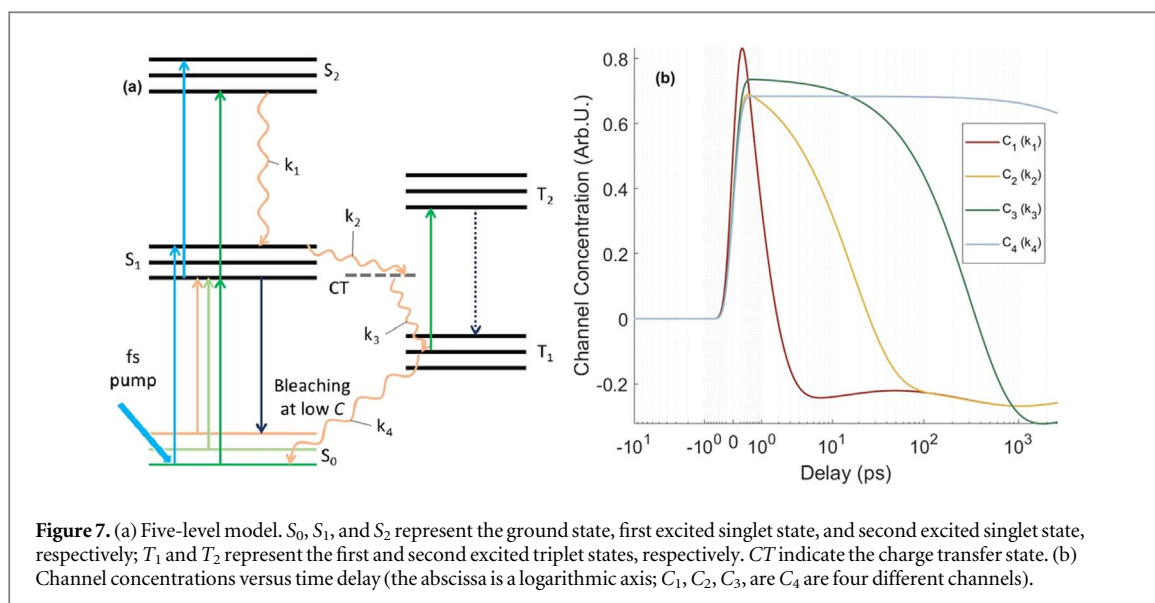 (a)
S2
k1
k2
T2
S1
CT
k3
T1
fs
pump
Bleaching
at low C
k4
S0
(b)
Channel Concentration (Arb.U.)
0.8
0.6
0.4
0.2
0
-0.2
C1 (k1)
C2 (k2)
C3 (k3)
C4 (k4)
-10^1 -10^0 0 10^0 10^1 10^2 10^3
Delay (ps)
Figure 7. (a) Five-level model. S0, S1, and S2 represent the ground state, first excited singlet state, and second excited singlet state,
respectively; T1 and T2 represent the first and second excited triplet states, respectively. CT indicate the charge transfer state. (b)
Channel concentrations versus time delay (the abscissa is a logarithmic axis; C1, C2, C3, are C4 are four different channels).